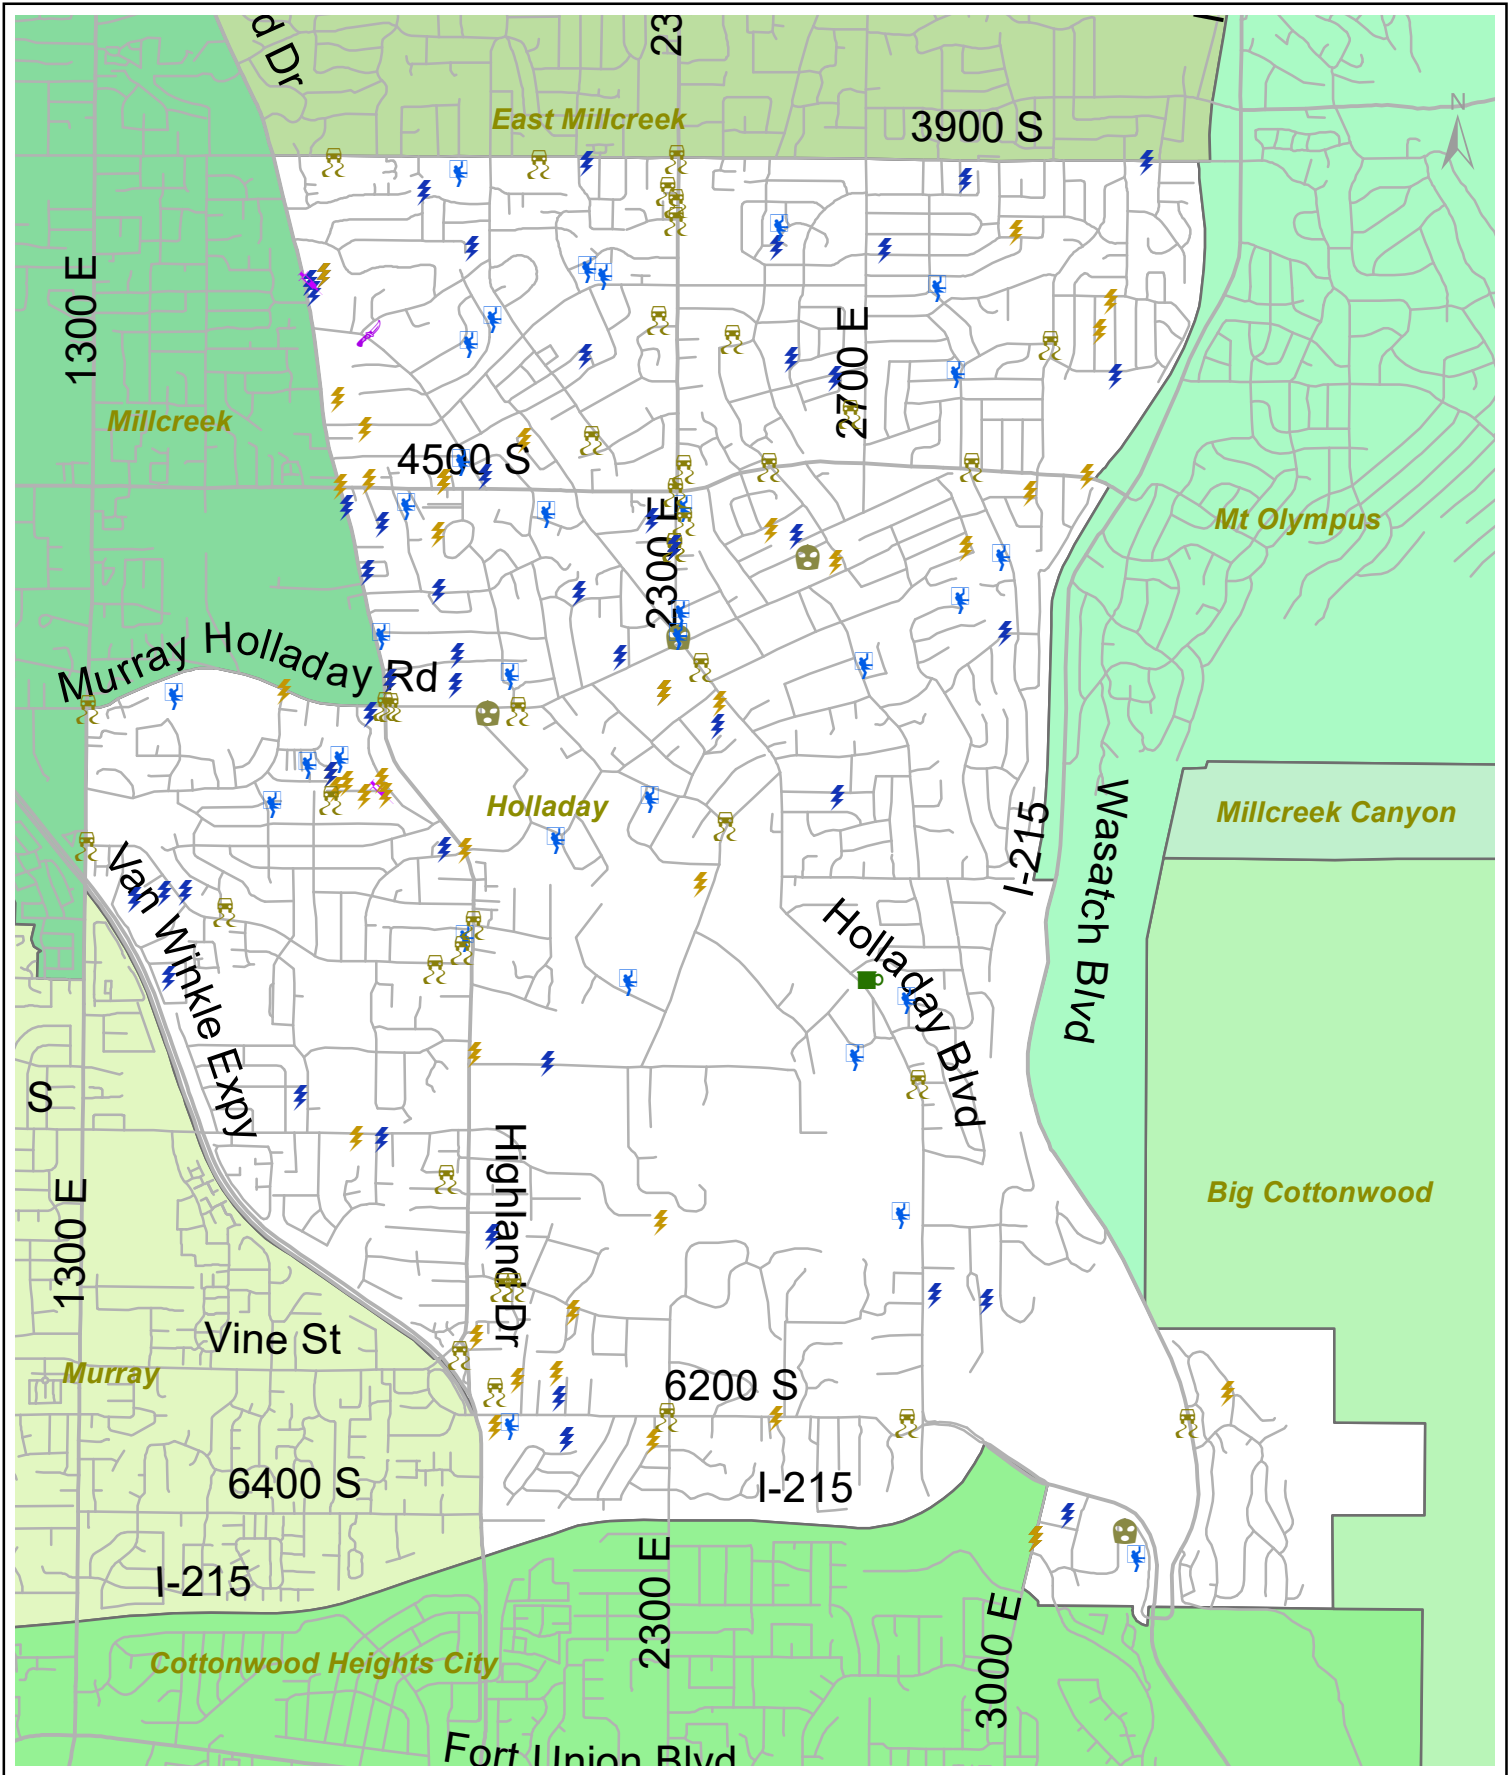 d Dr
23
N
East Millcreek
3900 S
1300 E
2700 E
Millcreek
4500 S
2300 E
Mt Olympus
Murray Holladay Rd
Holladay
I-215
Wasatch Blvd
Millcreek Canyon
Van Winkle Expy
Holladay Blvd
S
Highland Dr
1300 E
Big Cottonwood
Vine St
Murray
6200 S
6400 S
I-215
I-215
2300 E
3000 E
Cottonwood Heights City
Fort Union Blvd